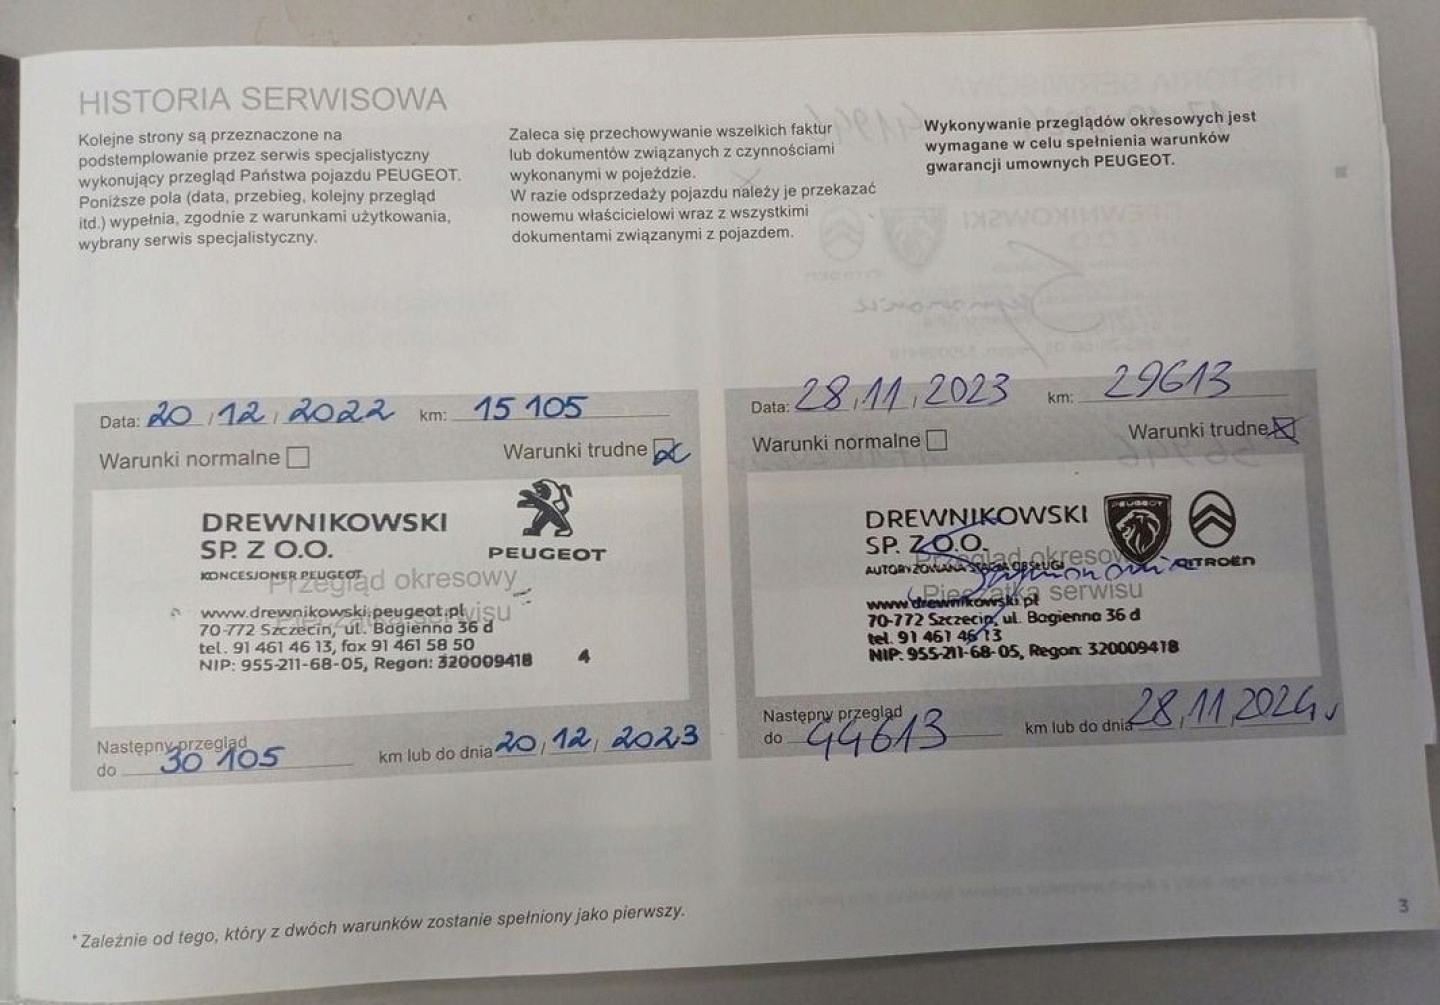 HISTORIA SERWISOWA
Kolejne strony są przeznaczone na
podstemplowanie przez serwis specjalistyczny
wykonujący przegląd Państwa pojazdu PEUGEOT.
Poniższe pola (data, przebieg, kolejny przegląd
itd.) wypełnia, zgodnie z warunkami użytkowania,
wybrany serwis specjalistyczny.
Zaleca się przechowywanie wszelkich faktur
lub dokumentów związanych z czynnościami
wykonanymi w pojeździe.
W razie odsprzedaży pojazdu należy je przekazać
nowemu właścicielowi wraz z wszystkimi
dokumentami związanymi z pojazdem.
Wykonywanie przeglądów okresowych jest
wymagane w celu spełnienia warunków
gwarancji umownych PEUGEOT.
Data: 20 / 12 / 2022 km: 15 105
Warunki normalne Warunki trudne
DREWNIKOWSKI
SP. Z O.O.
PEUGEOT
KONCESJONER PEUGEOT
Przegląd okresowy
Pieczątka serwisu
www.drewnikowski.peugeot.pl
70-772 Szczecin, ul. Bagienna 36 d
tel. 91 461 46 13, fax 91 461 58 50
NIP: 955-211-68-05, Regon: 320009418 4
Następny przegląd
do 30 105 km lub do dnia 20 / 12 / 2023
Data: 28 / 11 / 2023 km: 29613
Warunki normalne Warunki trudne
DREWNIKOWSKI
SP. Z O.O.
PEUGEOT
CITROËN
Przegląd okresowy
AUTORYZOWANA STACJA OBSŁUGI
Pieczątka serwisu
www.drewnikowski.pl
70-772 Szczecin, ul. Bagienna 36 d
tel. 91 461 46 13
NIP: 955-211-68-05, Regon: 320009418
Następny przegląd
do 44613 km lub do dnia 28 / 11 / 2024
* Zależnie od tego, który z dwóch warunków zostanie spełniony jako pierwszy.
3